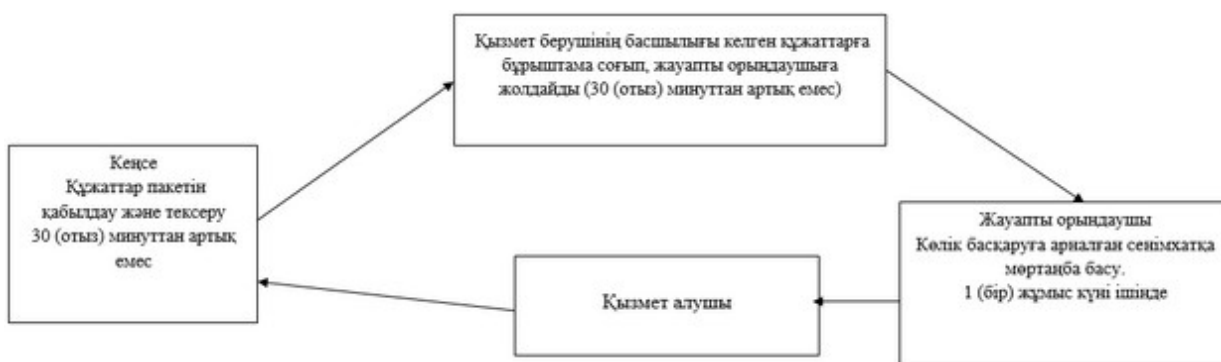 Қызмет берушінің басшылығы келген құжаттарға
бұрыштама соғып, жауапты орындаушыға
жолдайды (30 (отыз) минуттан артық емес)
Кеңсе
Құжаттар пакетін
қабылдау және тексеру
30 (отыз) минуттан артық
емес
Жауапты орындаушы
Көлік басқаруға арналған сенімхатқа
мөртаңба басу.
1 (бір) жұмыс күні ішінде
Қызмет алушы